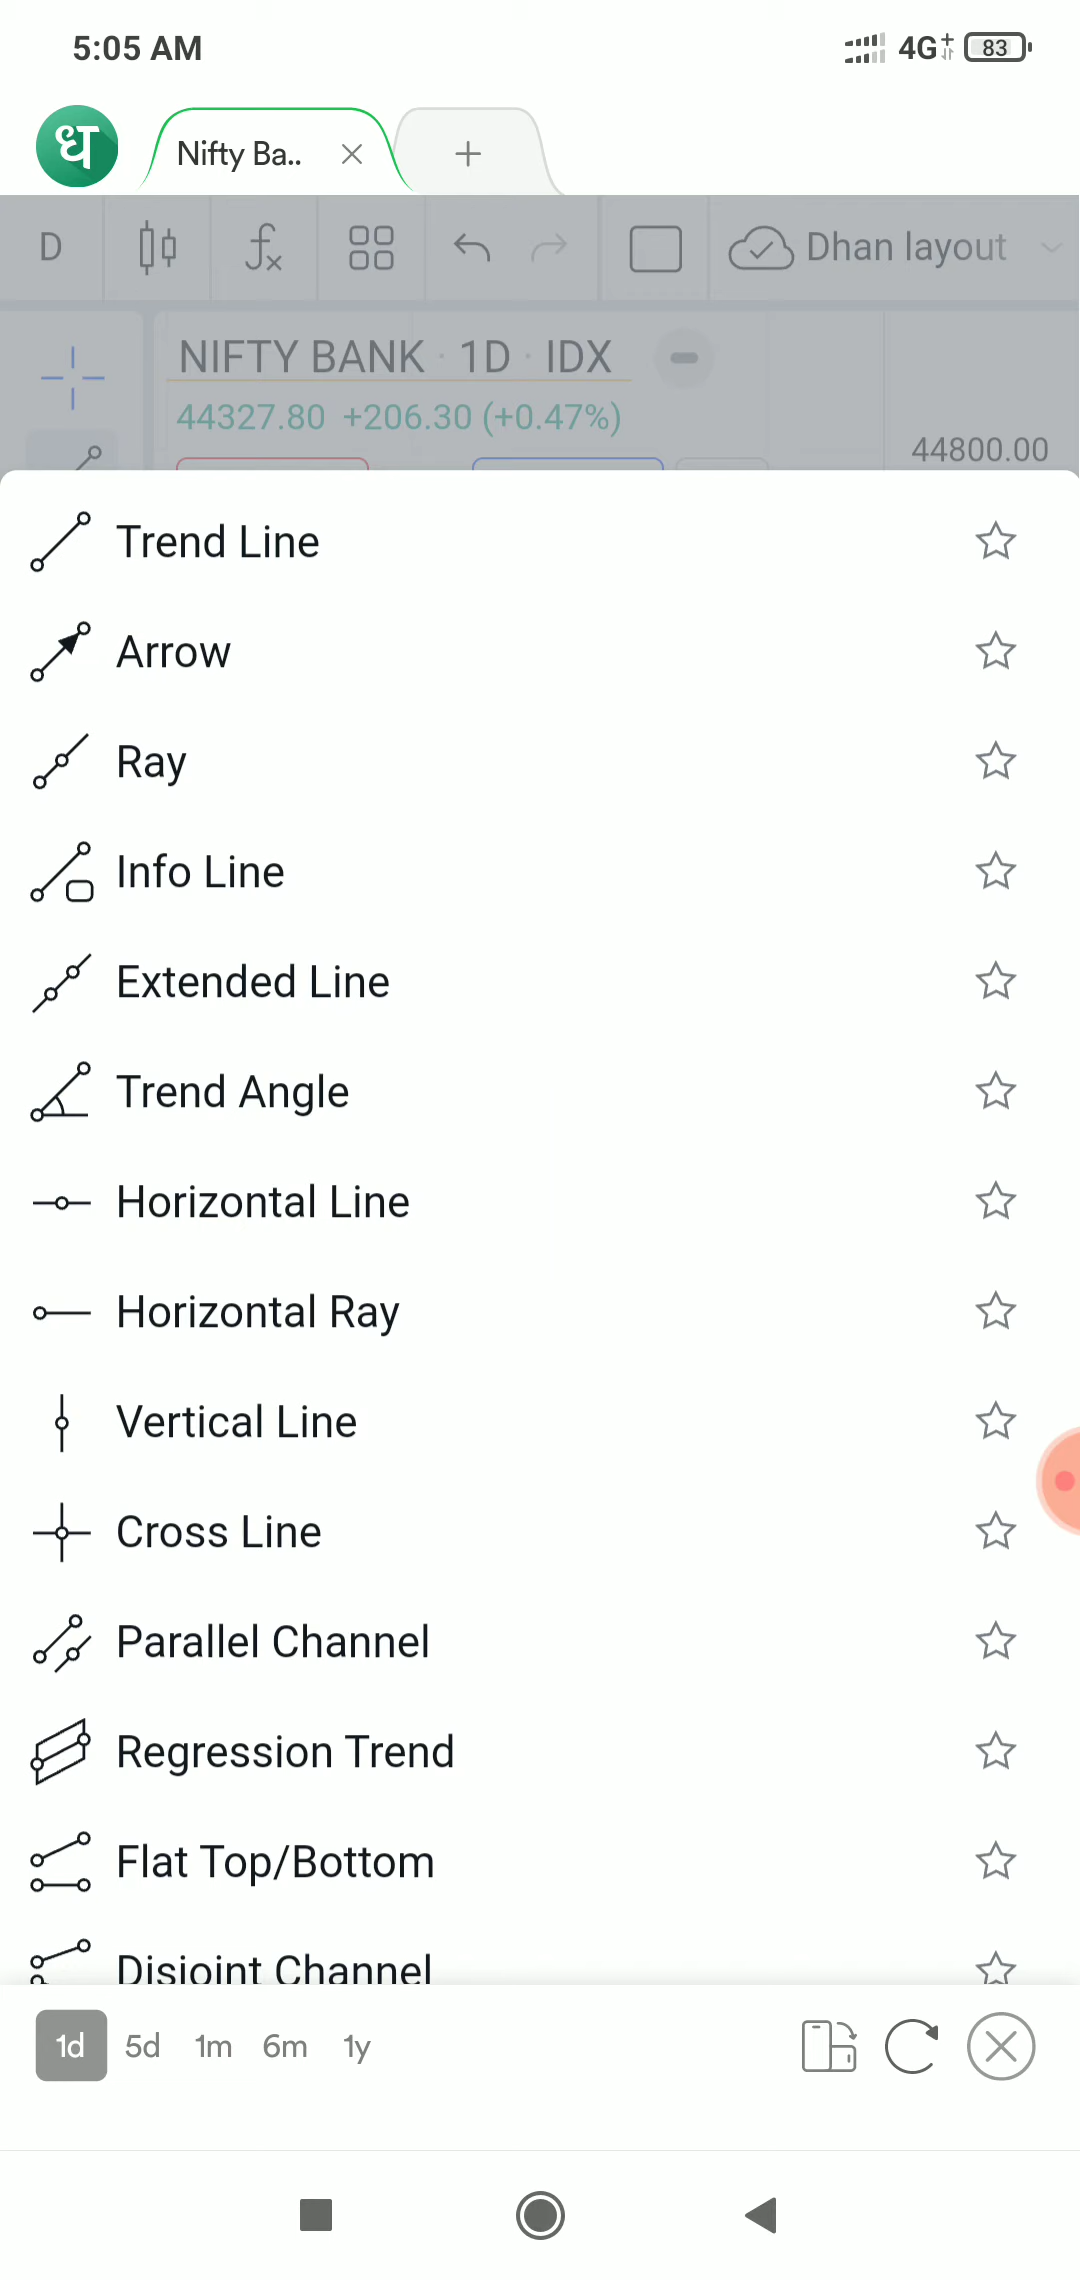 5:05 AM
4G
83
ध
Nifty Ba..
D
Dhan layout
NIFTY BANK · 1D · IDX
44327.80 +206.30 (+0.47%)
44800.00
Trend Line
Arrow
Ray
Info Line
Extended Line
Trend Angle
Horizontal Line
Horizontal Ray
Vertical Line
Cross Line
Parallel Channel
Regression Trend
Flat Top/Bottom
Disjoint Channel
1d 5d 1m 6m 1y